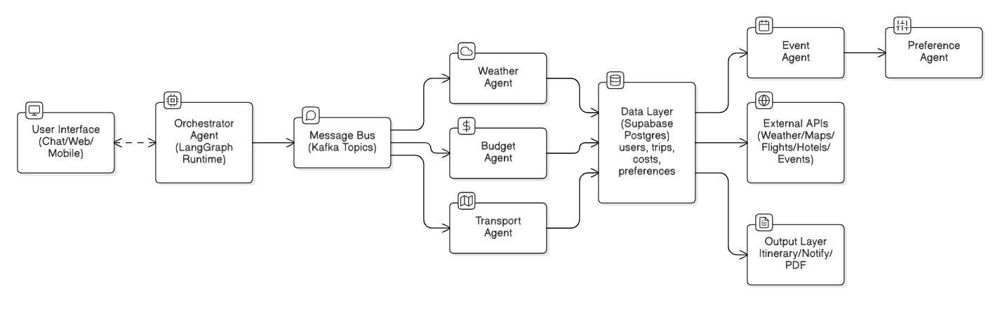 User Interface
(Chat/Web/
Mobile)
Orchestrator
Agent
(LangGraph
Runtime)
Message Bus
(Kafka Topics)
Weather
Agent
$
Budget
Agent
Transport
Agent
Data Layer
(Supabase
Postgres)
users, trips,
costs,
preferences
Event
Agent
Preference
Agent
External APIs
(Weather/Maps/
Flights/Hotels/
Events)
Output Layer
Itinerary/Notify/
PDF